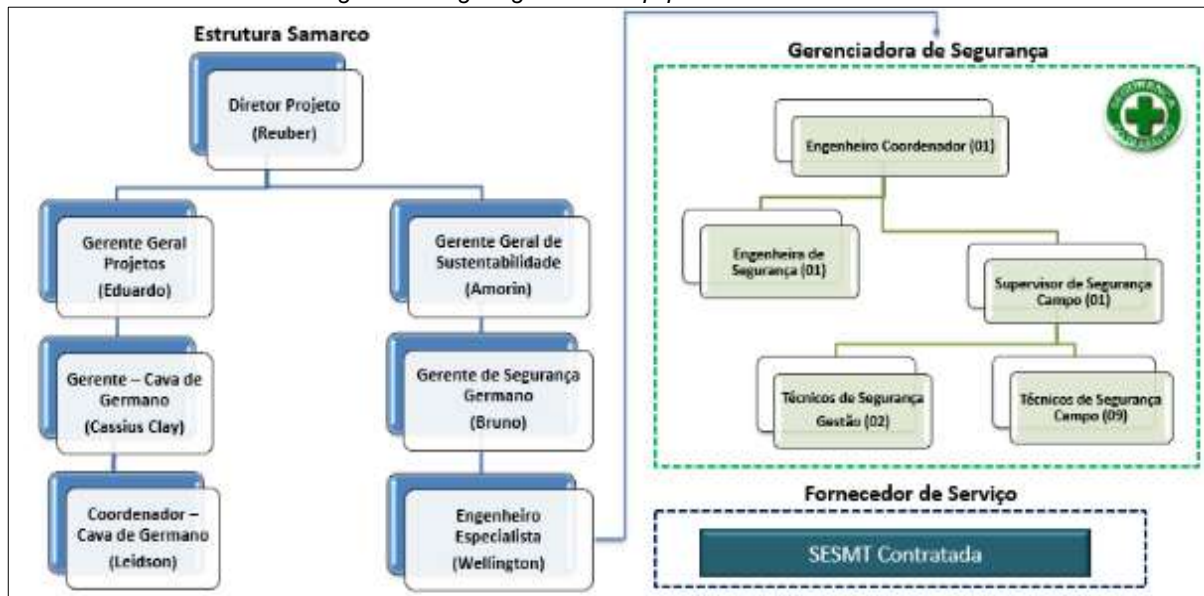 Estrutura Samarco
Diretor Projeto
(Reuber)
Gerente Geral
Projetos
(Eduardo)
Gerente – Cava de
Germano
(Cassius Clay)
Coordenador –
Cava de Germano
(Leidson)
Gerente Geral de
Sustentabilidade
(Amorin)
Gerente de Segurança
Germano
(Bruno)
Engenheiro
Especialista
(Wellington)
Gerenciadora de Segurança
SEGURANÇA
Engenheiro Coordenador (01)
Engenheira de
Segurança (01)
Supervisor de Segurança
Campo (01)
Técnicos de Segurança
Gestão (02)
Técnicos de Segurança
Campo (09)
Fornecedor de Serviço
SESMT Contratada